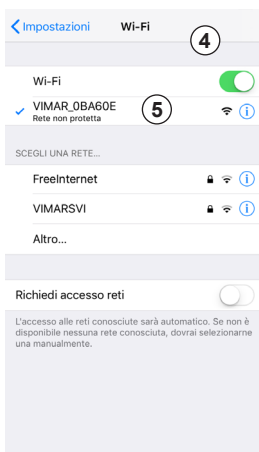 Impostazioni Wi-Fi
4
Wi-Fi
VIMAR_0BA60E
Rete non protetta
5
SCEGLI UNA RETE...
FreeInternet
VIMARSVI
Altro...
Richiedi accesso reti
L'accesso alle reti conosciute sarà automatico. Se non è
disponibile nessuna rete conosciuta, dovrai selezionarne
una manualmente.